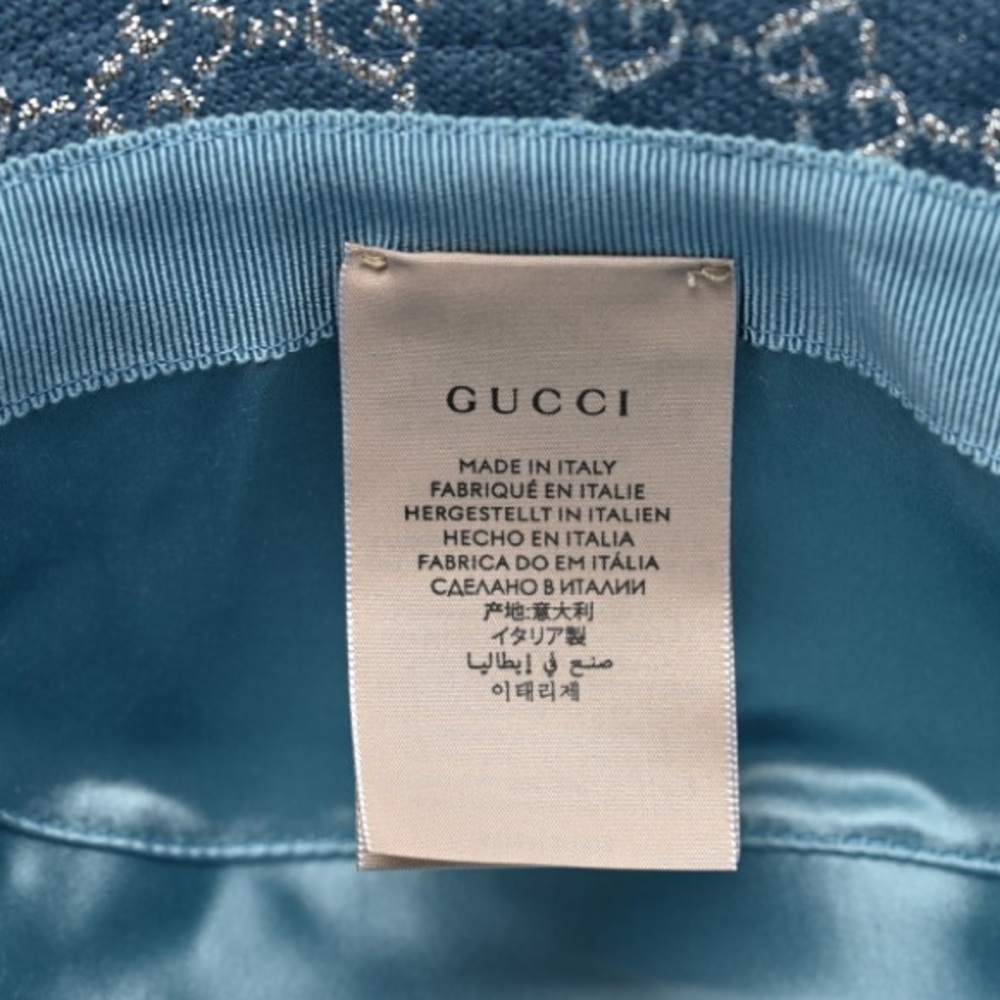 GUCCI
MADE IN ITALY
FABRIQUÉ EN ITALIE
HERGESTELLT IN ITALIEN
HECHO EN ITALIA
FABRICA DO EM ITÁLIA
СДЕЛАНО В ИТАЛИИ
产地:意大利
イタリア製
صنع في إيطاليا
이태리제